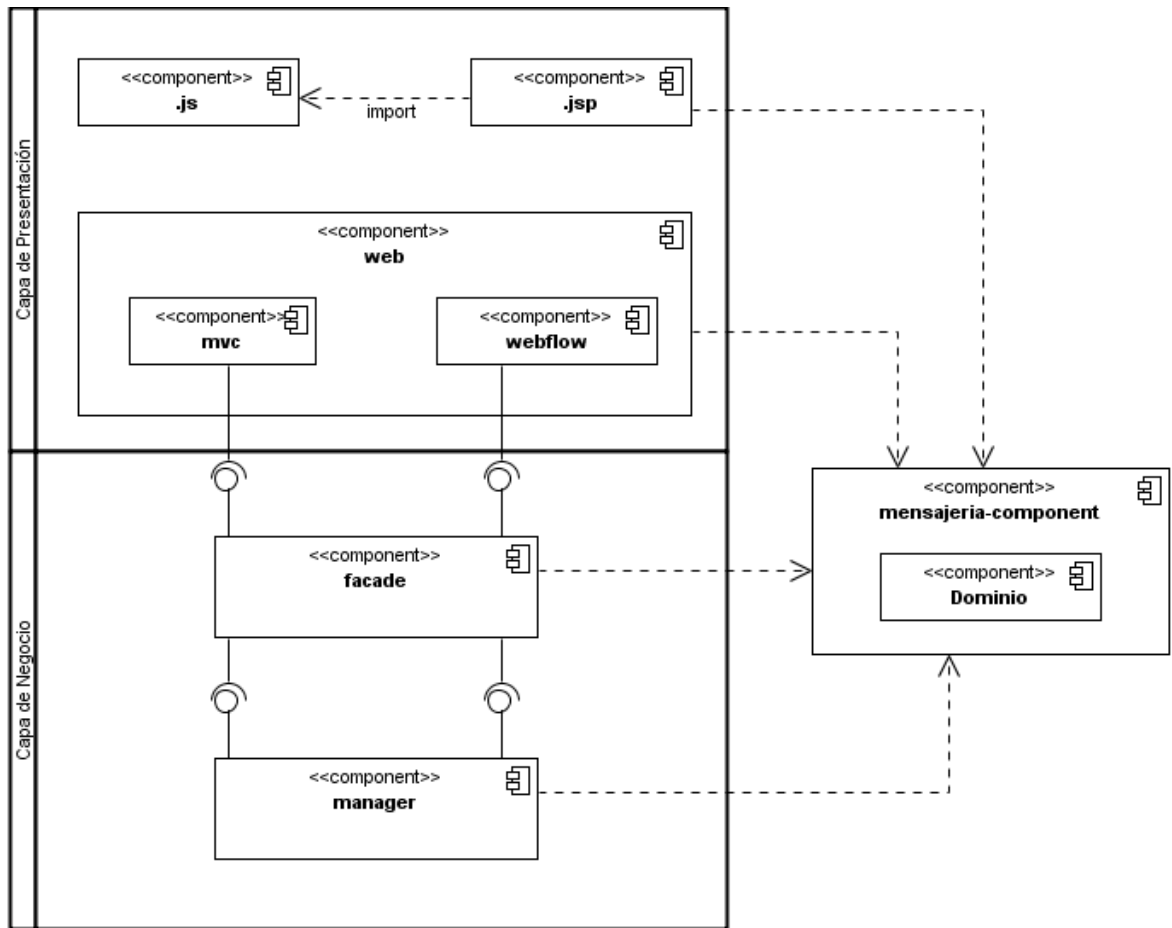 Capa de Presentación
<<component>>
.js
import
<<component>>
.jsp
<<component>>
web
<<component>>
mvc
<<component>>
webflow
Capa de Negocio
<<component>>
facade
<<component>>
manager
<<component>>
mensajeria-component
<<component>>
Dominio